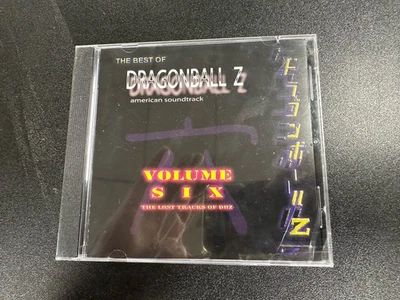 THE BEST OF
DRAGONBALL Z
american soundtrack
六
VOLUME
SIX
THE LOST TRACKS OF DBZ
ドラゴンボールZ